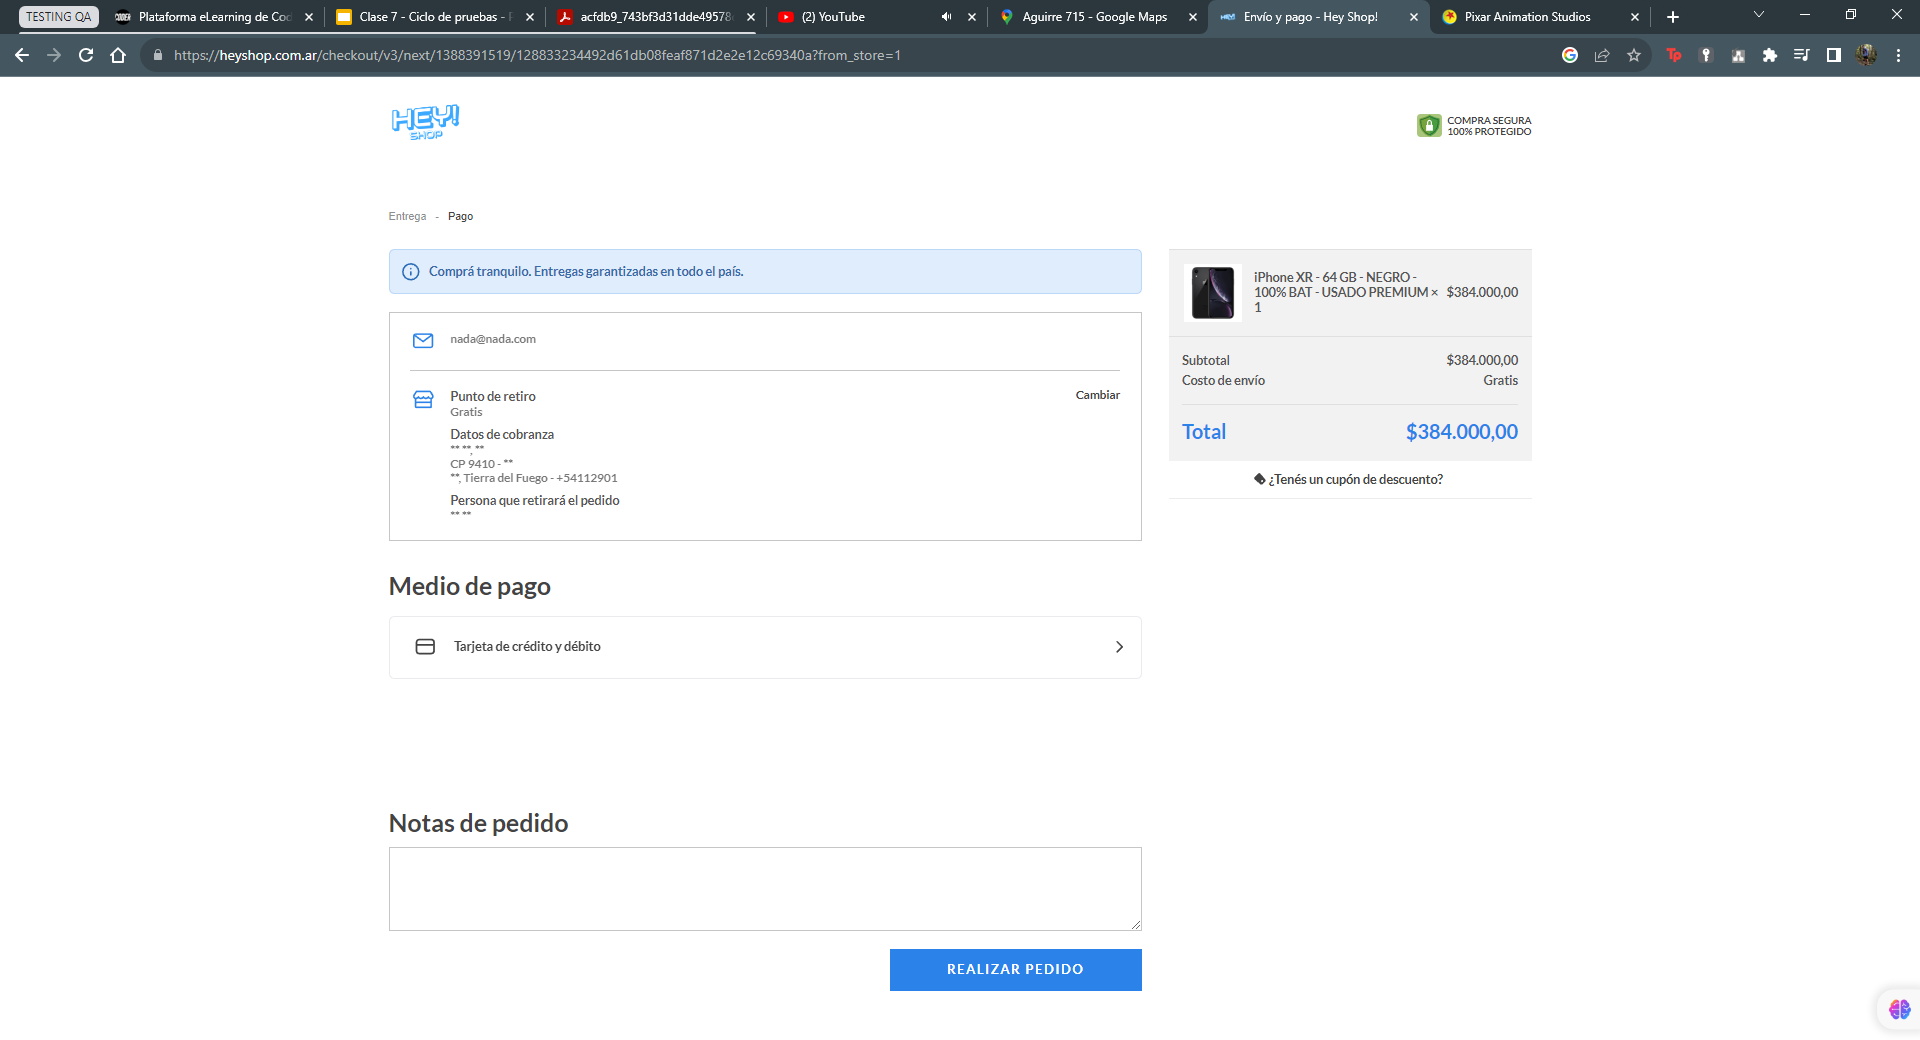 TESTING QA
Plataforma eLearning de Cod
Clase 7 - Ciclo de pruebas -
acfdb9_743bf3d31dde49578
(2) YouTube
Aguirre 715 - Google Maps
Envío y pago - Hey Shop!
Pixar Animation Studios
https://heyshop.com.ar/checkout/v3/next/1388391519/128833234492d61db08feaf871d2e2e12c69340a?from_store=1
Tp
HEY!
SHOP
COMPRA SEGURA
100% PROTEGIDO
Entrega - Pago
Comprá tranquilo. Entregas garantizadas en todo el país.
nada@nada.com
Punto de retiro
Cambiar
Gratis
Datos de cobranza
** **, **
CP 9410 - **
**, Tierra del Fuego - +54112901
Persona que retirará el pedido
** **
Medio de pago
Tarjeta de crédito y débito
Notas de pedido
REALIZAR PEDIDO
iPhone XR - 64 GB - NEGRO -
100% BAT - USADO PREMIUM × $384.000,00
1
Subtotal $384.000,00
Costo de envío Gratis
Total $384.000,00
¿Tenés un cupón de descuento?